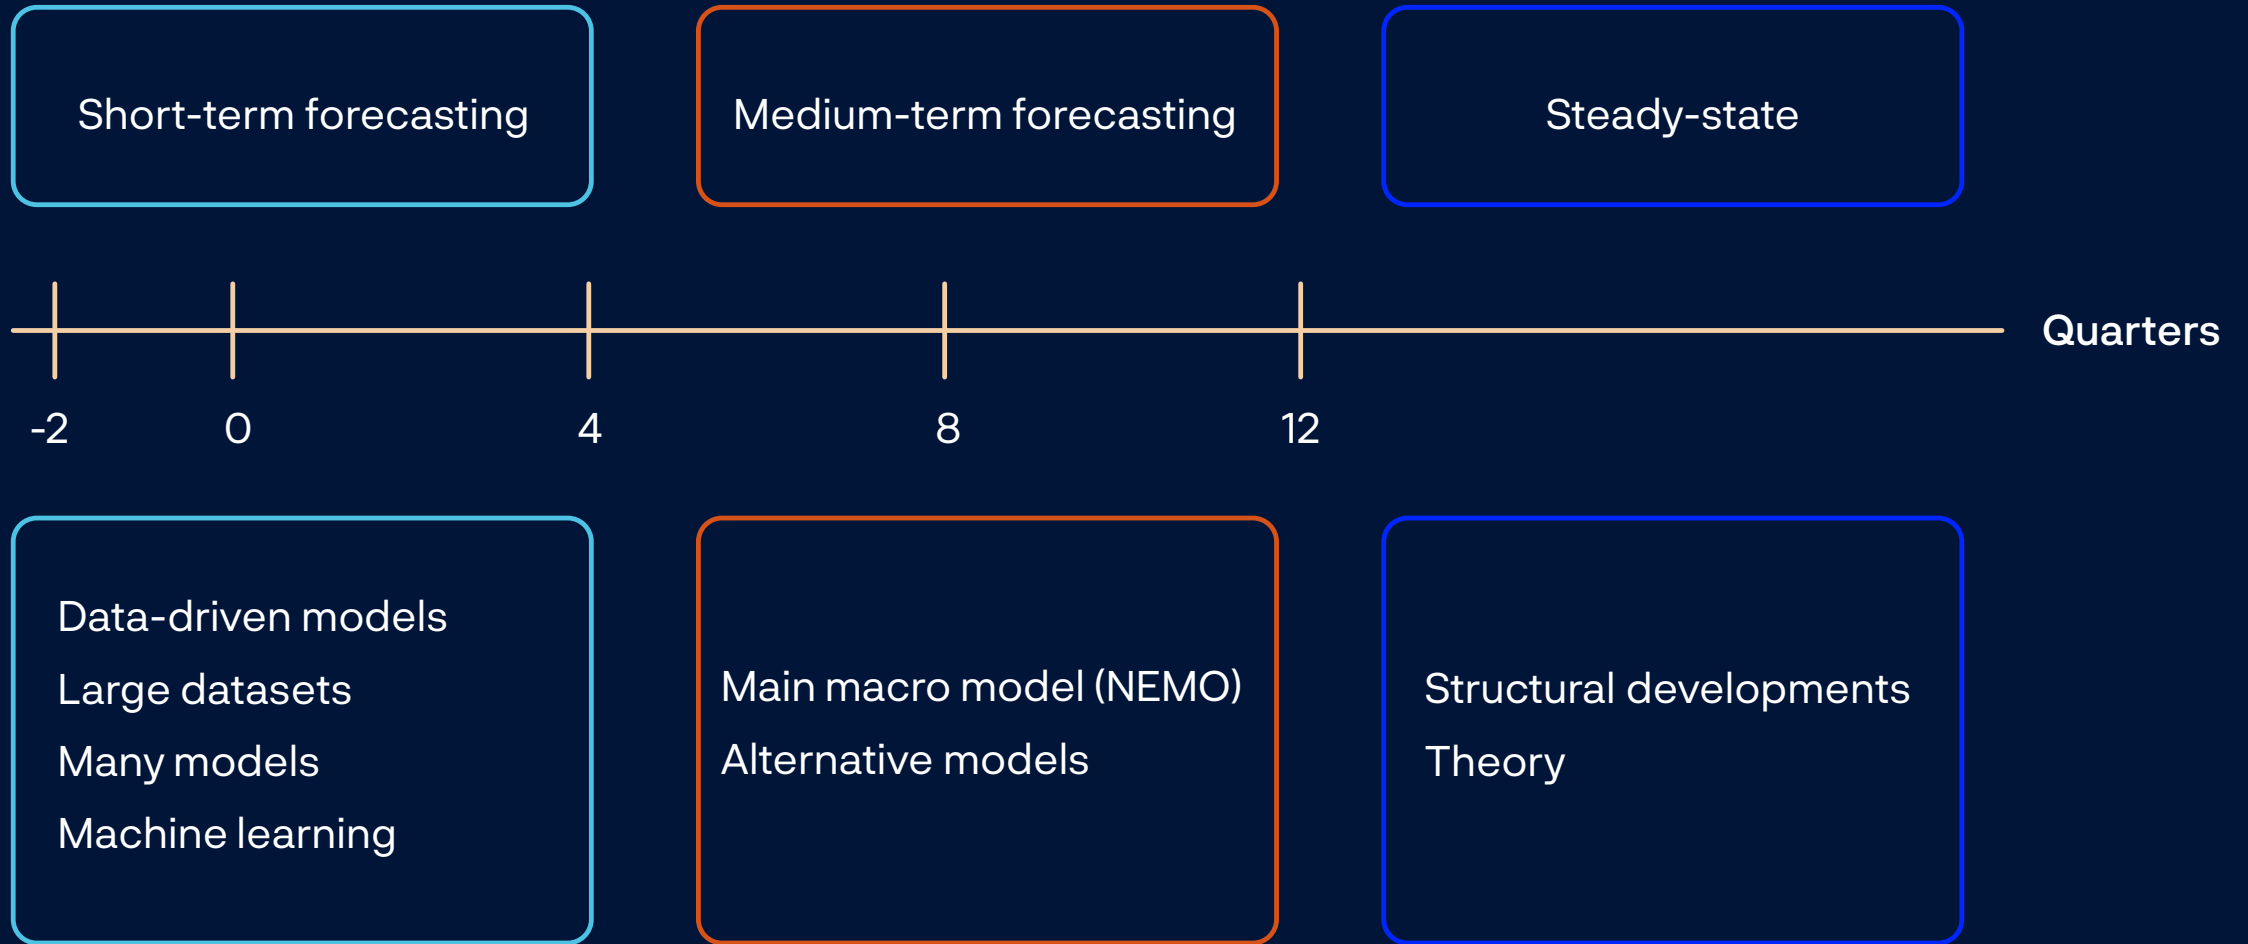 Short-term forecasting
Medium-term forecasting
Steady-state
Quarters
-2
0
4
8
12
Data-driven models
Large datasets
Many models
Machine learning
Main macro model (NEMO)
Alternative models
Structural developments
Theory